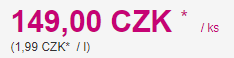 149,00 CZK * / ks
(1,99 CZK* / l)